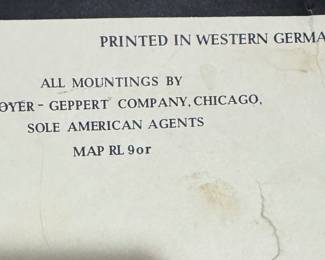 PRINTED IN WESTERN GERMA
ALL MOUNTINGS BY
OYER - GEPPERT COMPANY, CHICAGO,
SOLE AMERICAN AGENTS
MAP RL 9or